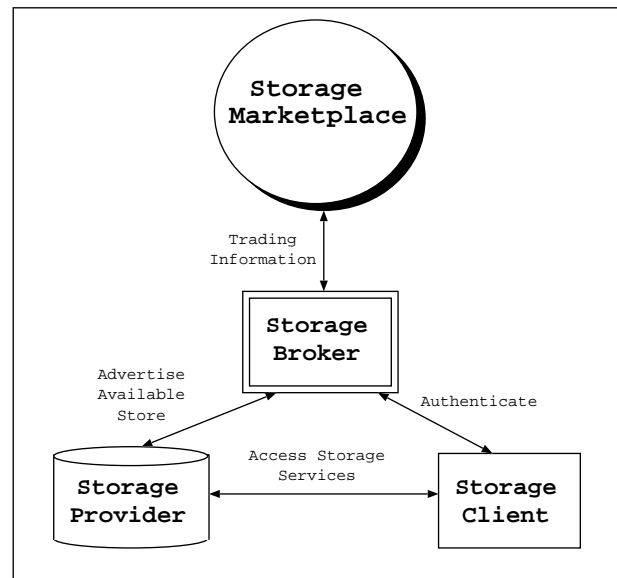 Storage
Marketplace
Trading
Information
Storage
Broker
Advertise
Available
Store
Authenticate
Access Storage
Services
Storage
Provider
Storage
Client